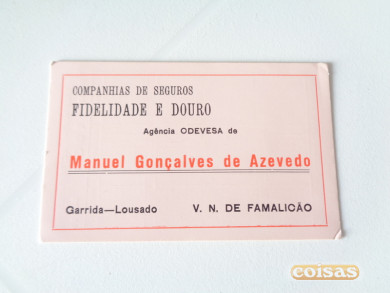 COMPANHIAS DE SEGUROS
FIDELIDADE E DOURO
Agência ODEVESA de
Manuel Gonçalves de Azevedo
Garrida—Lousado V. N. DE FAMALICÃO
coisas